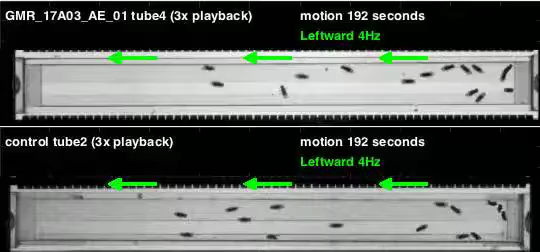 GMR_17A03_AE_01 tube4 (3x playback)
motion 192 seconds
Leftward 4Hz
control tube2 (3x playback)
motion 192 seconds
Leftward 4Hz